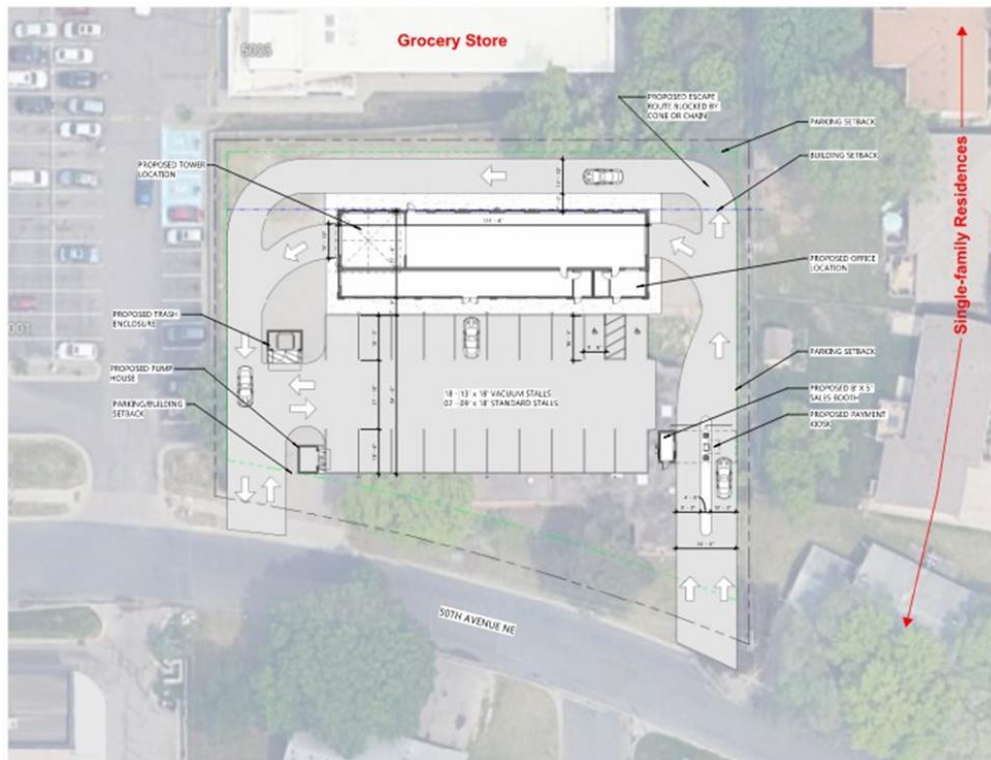 Grocery Store
PROPOSED ESCAPE
ROUTE BLOCKED BY
CONE OR CHAIN
PARKING SETBACK
BUILDING SETBACK
PROPOSED TOWER
LOCATION
PROPOSED OFFICE
LOCATION
Single-family Residences
PROPOSED TRASH
ENCLOSURE
PARKING SETBACK
PROPOSED PUMP
HOUSE
18 - 13' x 18' VACUUM STALLS
02 - 09' x 18' STANDARD STALLS
PROPOSED 8' X 5'
SALES BOOTH
PARKING/BUILDING
SETBACK
PROPOSED PAYMENT
KIOSK
50TH AVENUE NE